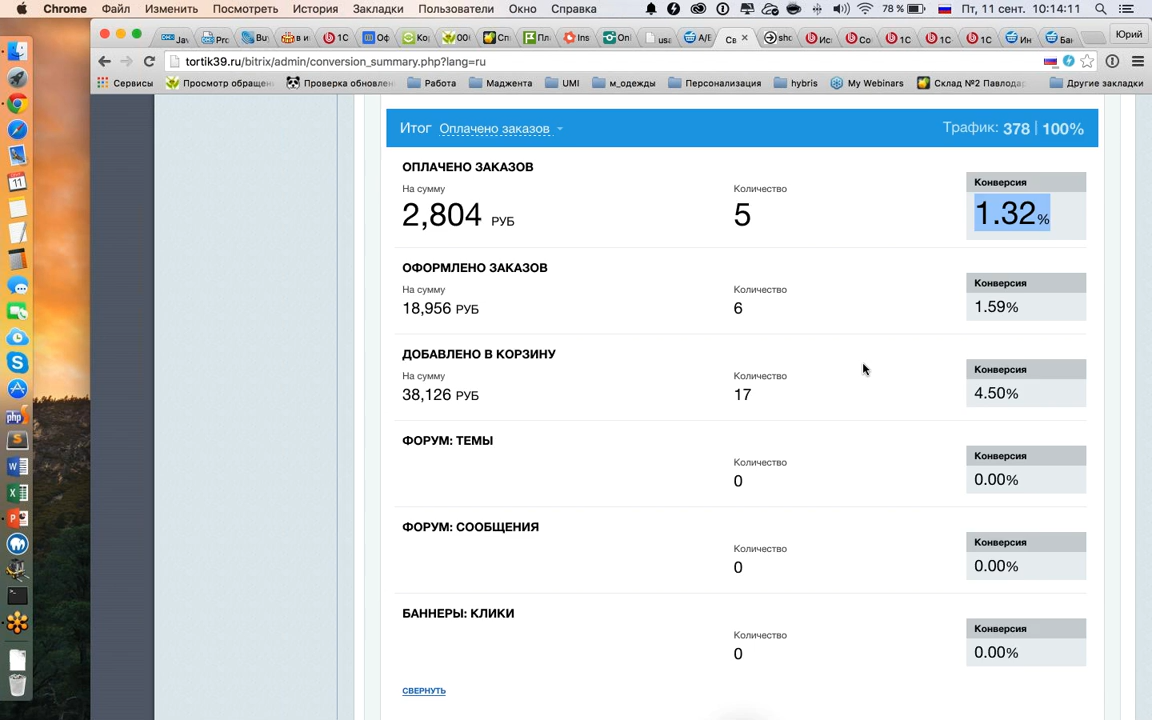 Chrome Файл Изменить Посмотреть История Закладки Пользователи Окно Справка 78 % Пт, 11 сент. 10:14:11
Юрий
tortik39.ru/bitrix/admin/conversion_summary.php?lang=ru
Сервисы Просмотр обращен Проверка обновлен Работа Маджента UMI м_одежды Персонализация hybris My Webinars Склад №2 Павлодар Другие закладки
Итог Оплачено заказов Трафик: 378 | 100%
ОПЛАЧЕНО ЗАКАЗОВ
На сумму Количество Конверсия
2,804 РУБ 5 1.32%
ОФОРМЛЕНО ЗАКАЗОВ
На сумму Количество Конверсия
18,956 РУБ 6 1.59%
ДОБАВЛЕНО В КОРЗИНУ
На сумму Количество Конверсия
38,126 РУБ 17 4.50%
ФОРУМ: ТЕМЫ
Количество Конверсия
0 0.00%
ФОРУМ: СООБЩЕНИЯ
Количество Конверсия
0 0.00%
БАННЕРЫ: КЛИКИ
Количество Конверсия
0 0.00%
СВЕРНУТЬ